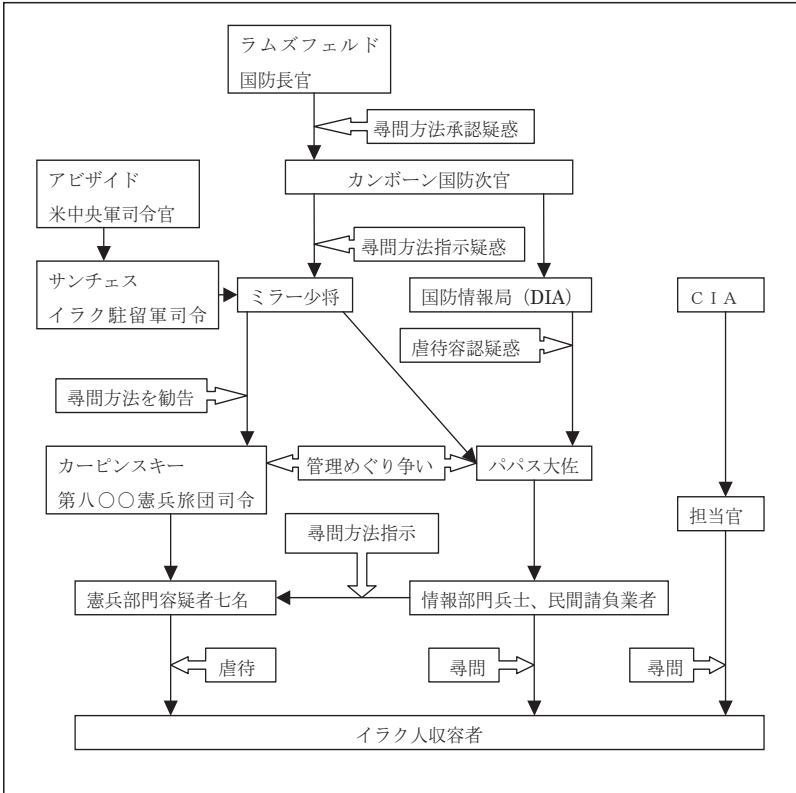 ラムズフェルド
国防長官
尋問方法承認疑惑
カンボーン国防次官
アビザイド
米中央軍司令官
尋問方法指示疑惑
サンチェス
イラク駐留軍司令
ミラー少将
国防情報局（DIA）
ＣＩＡ
虐待容認疑惑
尋問方法を勧告
カーピンスキー
第八〇〇憲兵旅団司令
管理めぐり争い
パパス大佐
担当官
尋問方法指示
憲兵部門容疑者七名
情報部門兵士、民間請負業者
虐待
尋問
尋問
イラク人収容者